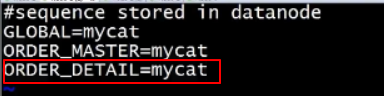 #sequence stored in datanode
GLOBAL=mycat
ORDER_MASTER=mycat
ORDER_DETAIL=mycat